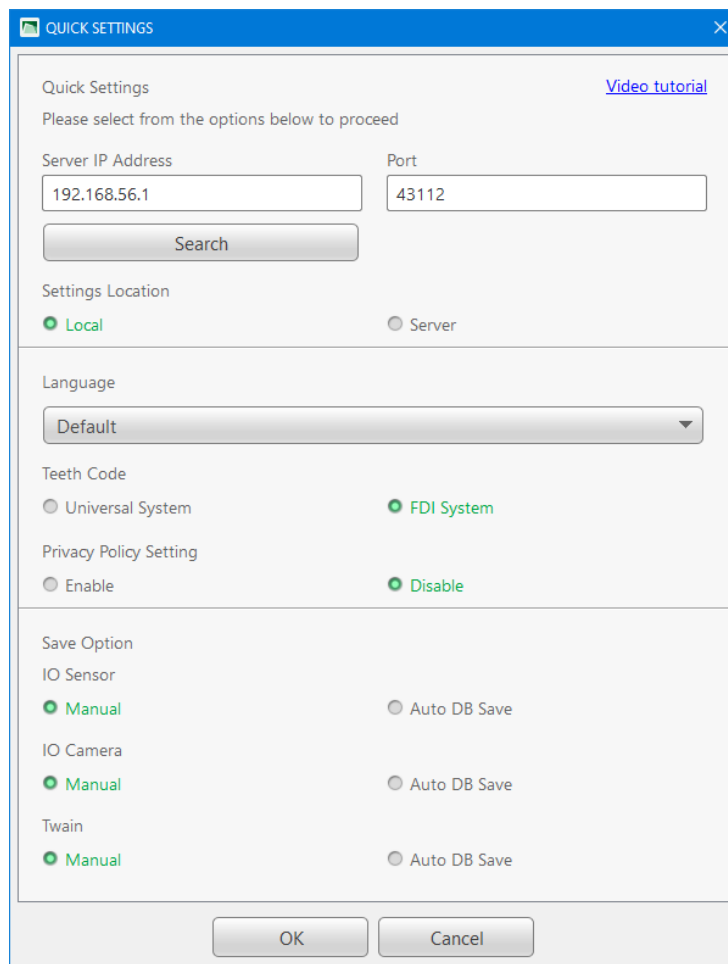 QUICK SETTINGS
Quick Settings
Video tutorial
Please select from the options below to proceed
Server IP Address
Port
192.168.56.1
43112
Search
Settings Location
Local
Server
Language
Default
Teeth Code
Universal System
FDI System
Privacy Policy Setting
Enable
Disable
Save Option
IO Sensor
Manual
Auto DB Save
IO Camera
Manual
Auto DB Save
Twain
Manual
Auto DB Save
OK
Cancel